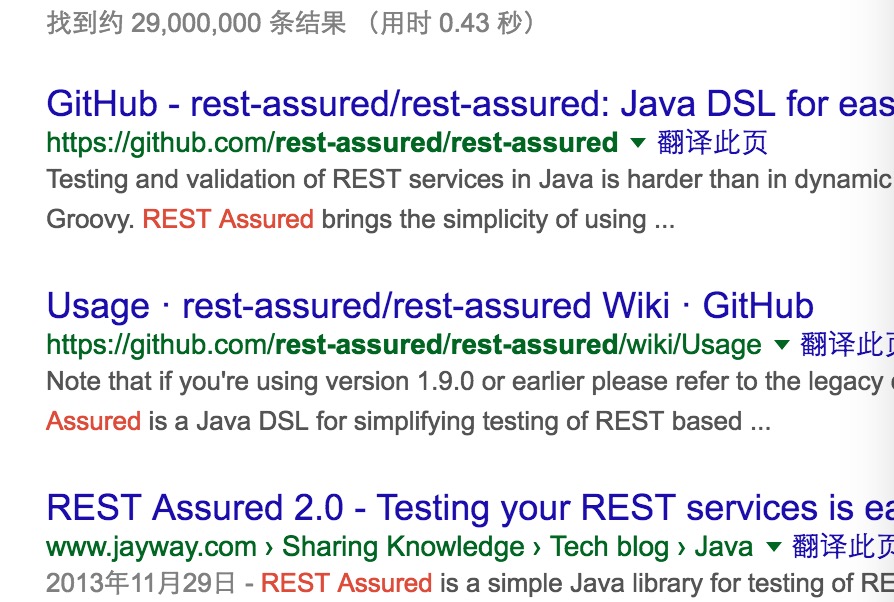 找到约 29,000,000 条结果 （用时 0.43 秒）
GitHub - rest-assured/rest-assured: Java DSL for eas
https://github.com/rest-assured/rest-assured ▼ 翻译此页
Testing and validation of REST services in Java is harder than in dynamic
Groovy. REST Assured brings the simplicity of using ...
Usage · rest-assured/rest-assured Wiki · GitHub
https://github.com/rest-assured/rest-assured/wiki/Usage ▼ 翻译此
Note that if you're using version 1.9.0 or earlier please refer to the legacy
Assured is a Java DSL for simplifying testing of REST based ...
REST Assured 2.0 - Testing your REST services is ea
www.jayway.com › Sharing Knowledge › Tech blog › Java ▼ 翻译此
2013年11月29日 - REST Assured is a simple Java library for testing of RE